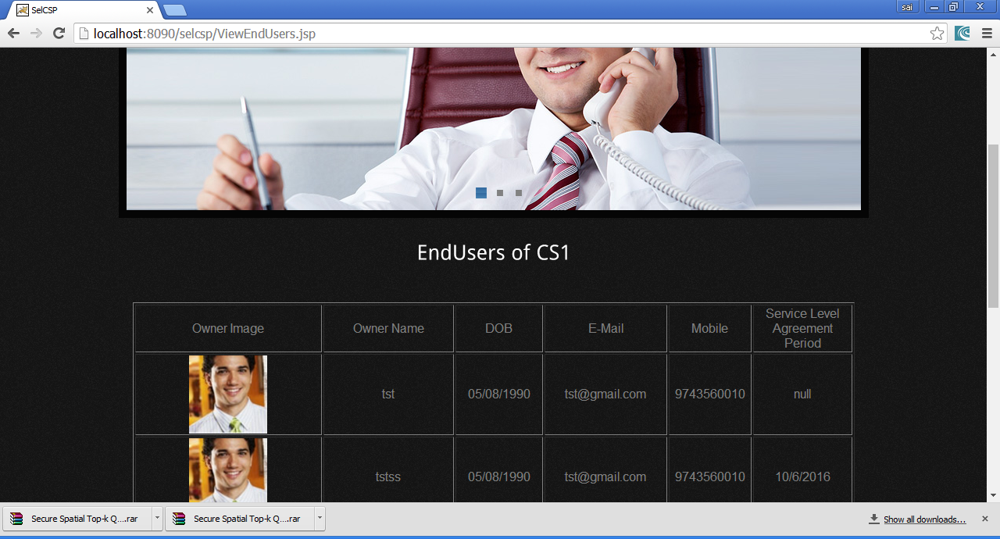 SelCSP
sai
localhost:8090/selcsp/ViewEndUsers.jsp
EndUsers of CS1
Owner Image Owner Name DOB E-Mail Mobile Service Level
Agreement
Period
tst 05/08/1990 tst@gmail.com 9743560010 null
tstss 05/08/1990 tst@gmail.com 9743560010 10/6/2016
Secure Spatial Top-k Q....rar Secure Spatial Top-k Q....rar Show all downloads...